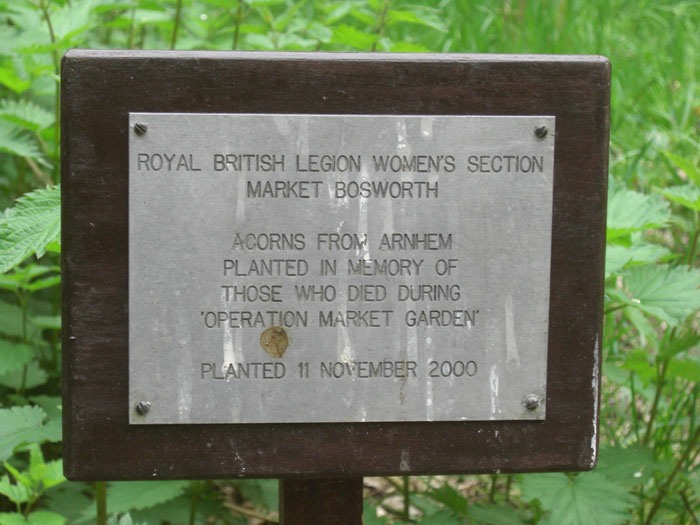 ROYAL BRITISH LEGION WOMEN'S SECTION
MARKET BOSWORTH
ACORNS FROM ARNHEM
PLANTED IN MEMORY OF
THOSE WHO DIED DURING
'OPERATION MARKET GARDEN'
PLANTED 11 NOVEMBER 2000